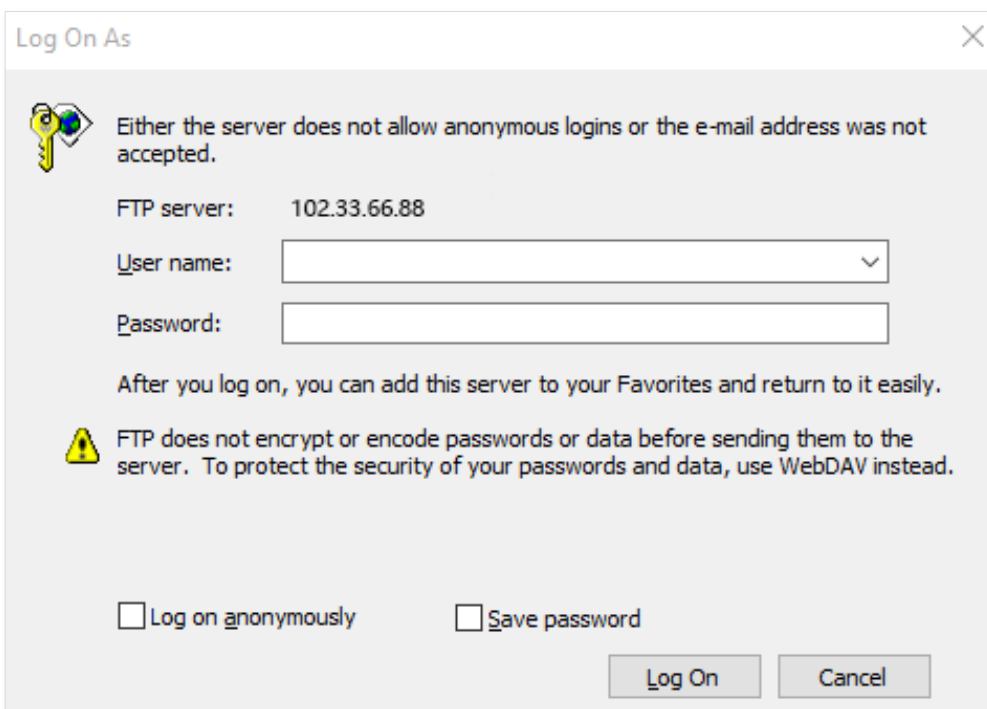 Log On As
Either the server does not allow anonymous logins or the e-mail address was not
accepted.
FTP server: 102.33.66.88
User name:
Password:
After you log on, you can add this server to your Favorites and return to it easily.
FTP does not encrypt or encode passwords or data before sending them to the
server.  To protect the security of your passwords and data, use WebDAV instead.
Log on anonymously Save password
Log On Cancel